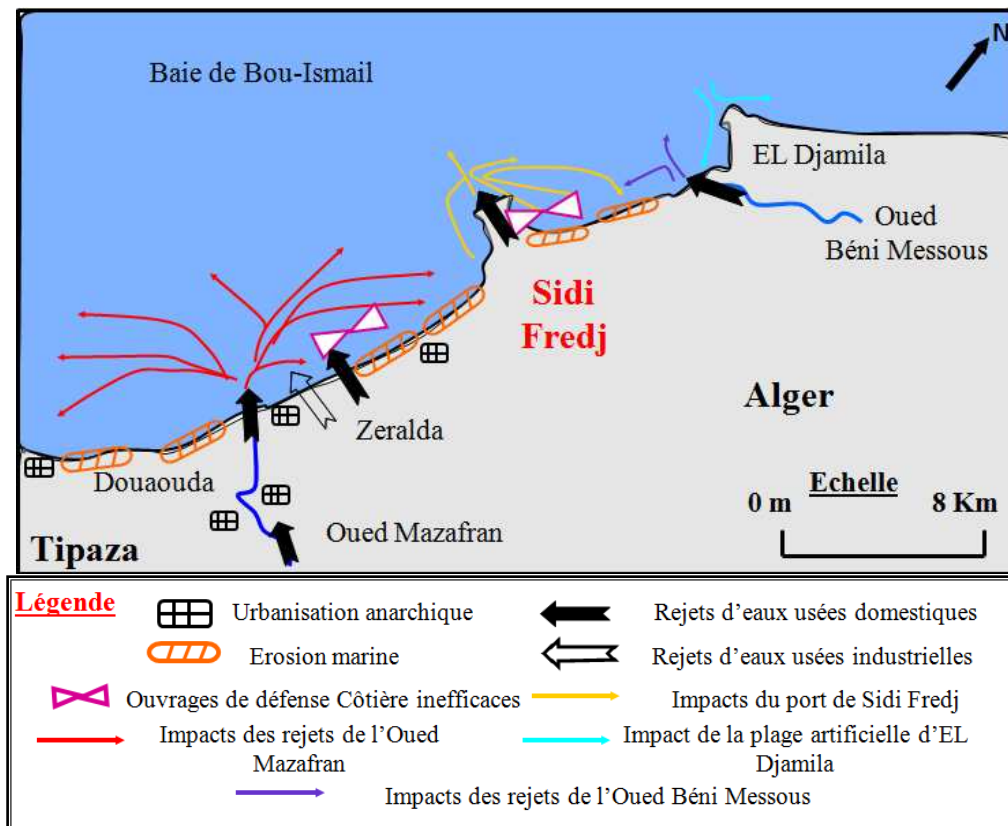 N
Baie de Bou-Ismail
EL Djamila
Oued
Béni Messous
Sidi
Fredj
Alger
Zeralda
Douaouda
Echelle
0 m
8 Km
Oued Mazafran
Tipaza
Légende
Urbanisation anarchique
Rejets d’eaux usées domestiques
Erosion marine
Rejets d’eaux usées industrielles
Ouvrages de défense Côtière inefficaces
Impacts du port de Sidi Fredj
Impacts des rejets de l’Oued
Mazafran
Impact de la plage artificielle d’EL
Djamila
Impacts des rejets de l’Oued Béni Messous